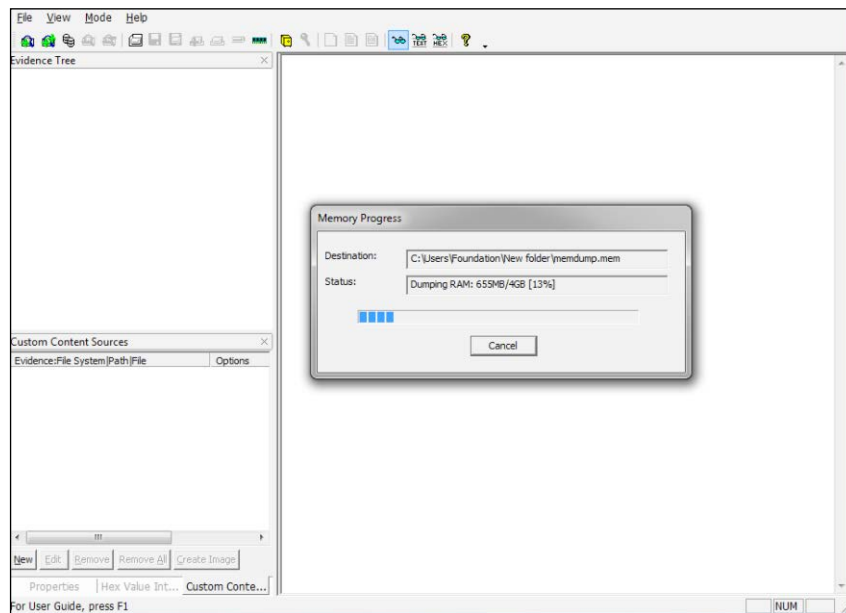 File View Mode Help
TEXT HEX
Evidence Tree
Memory Progress
Destination: C:\Users\Foundation\New folder\memdump.mem
Status: Dumping RAM: 655MB/4GB [13%]
Cancel
Custom Content Sources
Evidence:File System|Path|File Options
New Edit Remove Remove All Create Image
Properties Hex Value Int... Custom Conte...
For User Guide, press F1 NUM